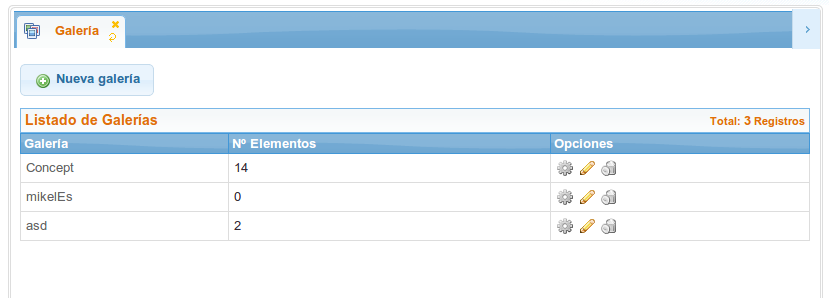 Galería
Nueva galería
Listado de Galerías Total: 3 Registros
Galería Nº Elementos Opciones
Concept 14
mikelEs 0
asd 2